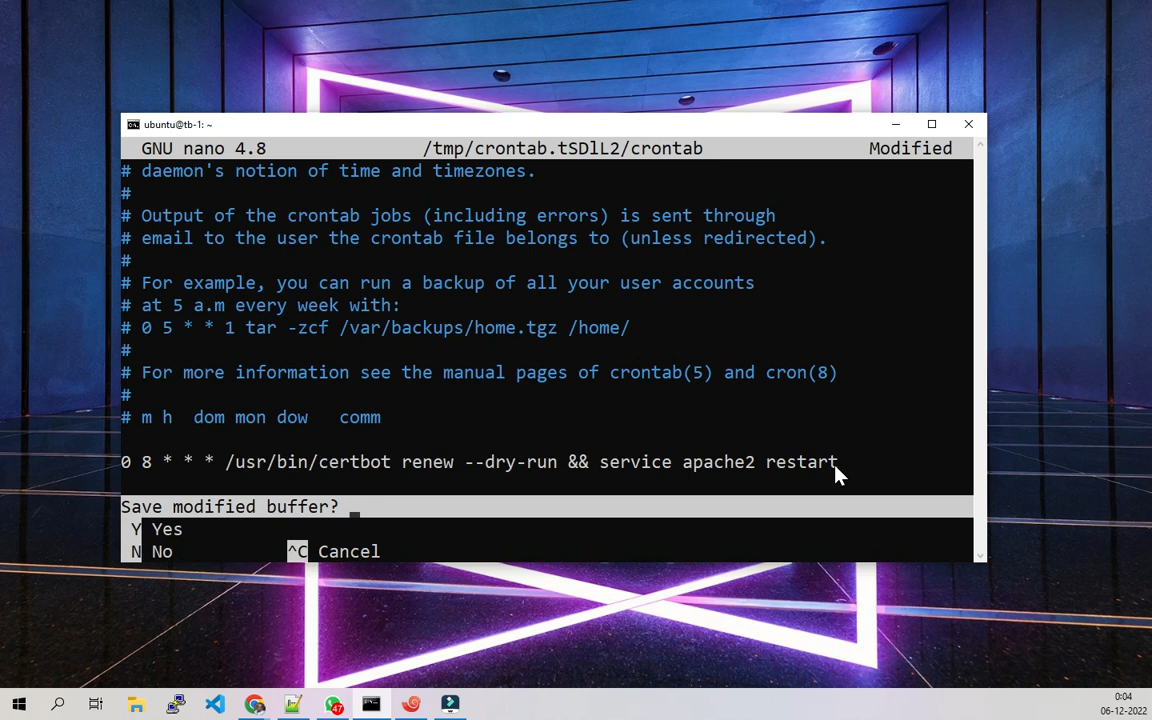 ubuntu@tb-1: ~
GNU nano 4.8 /tmp/crontab.tSDlL2/crontab Modified
# daemon's notion of time and timezones.
#
# Output of the crontab jobs (including errors) is sent through
# email to the user the crontab file belongs to (unless redirected).
#
# For example, you can run a backup of all your user accounts
# at 5 a.m every week with:
# 0 5 * * 1 tar -zcf /var/backups/home.tgz /home/
#
# For more information see the manual pages of crontab(5) and cron(8)
#
# m h  dom mon dow   comm
0 8 * * * /usr/bin/certbot renew --dry-run && service apache2 restart
Save modified buffer?
Y Yes
N No ^C Cancel
47
0:04
06-12-2022